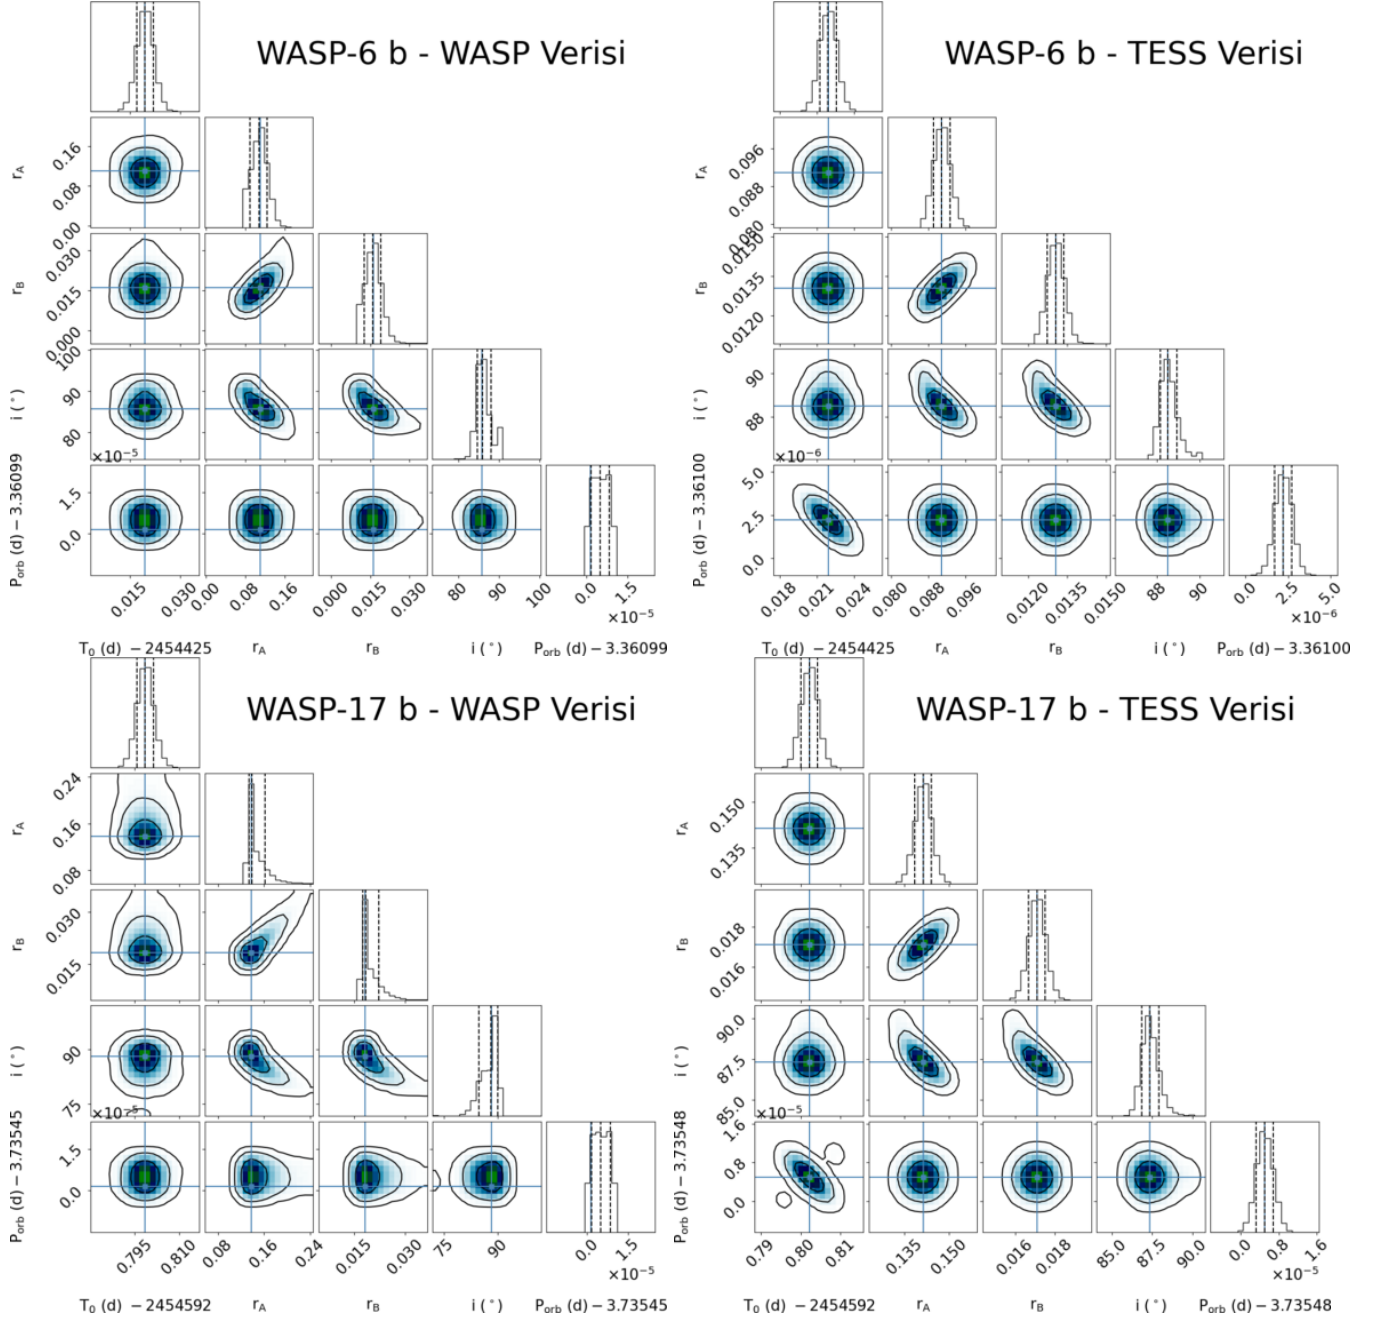 WASP-6 b - WASP Verisi
WASP-6 b - TESS Verisi
r_A
0.16
0.08
0.00
r_A
0.096
0.088
0.080
r_B
0.030
0.015
0.000
r_B
0.0150
0.0135
0.0120
i (°)
100
90
80
i (°)
90
88
×10⁻⁵
×10⁻⁶
P_orb (d) − 3.36099
1.5
0.0
P_orb (d) − 3.36100
5.0
2.5
0.0
0.015 0.030 0.00 0.08 0.16 0.000 0.015 0.030 80 90 100 0.0 1.5
×10⁻⁵
0.018 0.021 0.024 0.080 0.088 0.096 0.0120 0.0135 0.0150 88 90 0.0 2.5 5.0
×10⁻⁶
T₀ (d) − 2454425 r_A r_B i (°) P_orb (d) − 3.36099
T₀ (d) − 2454425 r_A r_B i (°) P_orb (d) − 3.36100
WASP-17 b - WASP Verisi
WASP-17 b - TESS Verisi
r_A
0.24
0.16
0.08
r_A
0.150
0.135
r_B
0.030
0.015
r_B
0.018
0.016
i (°)
90
75
i (°)
90.0
87.5
85.0
×10⁻⁵
×10⁻⁵
P_orb (d) − 3.73545
1.5
0.0
P_orb (d) − 3.73548
1.6
0.8
0.0
0.795 0.810 0.08 0.16 0.24 0.015 0.030 75 90 0.0 1.5
×10⁻⁵
0.79 0.80 0.81 0.135 0.150 0.016 0.018 85.0 87.5 90.0 0.0 0.8 1.6
×10⁻⁵
T₀ (d) − 2454592 r_A r_B i (°) P_orb (d) − 3.73545
T₀ (d) − 2454592 r_A r_B i (°) P_orb (d) − 3.73548